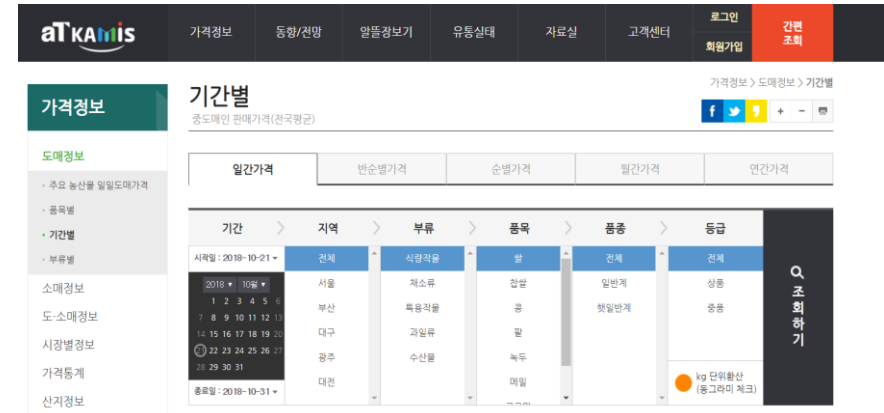 aT KAMIS
가격정보 동향/전망 알뜰장보기 유통실태 자료실 고객센터
로그인
회원가입
간편
조회
가격정보 > 도매정보 > 기간별
가격정보
도매정보
주요 농산물 일일도매가격
품목별
기간별
부류별
소매정보
도·소매정보
시장별정보
가격통계
산지정보
기간별
중도매인 판매가격(전국평균)
일간가격 반순별가격 순별가격 월간가격 연간가격
기간 지역 부류 품목 품종 등급
시작일 : 2018-10-21
2018 10월
1 2 3 4 5 6
7 8 9 10 11 12 13
14 15 16 17 18 19 20
21 22 23 24 25 26 27
28 29 30 31
종료일 : 2018-10-31
전체
서울
부산
대구
광주
대전
식량작물
채소류
특용작물
과일류
수산물
쌀
찹쌀
콩
팥
녹두
메밀
전체
일반계
햇일반계
전체
상품
중품
kg 단위환산
(동그라미 체크)
조회하기